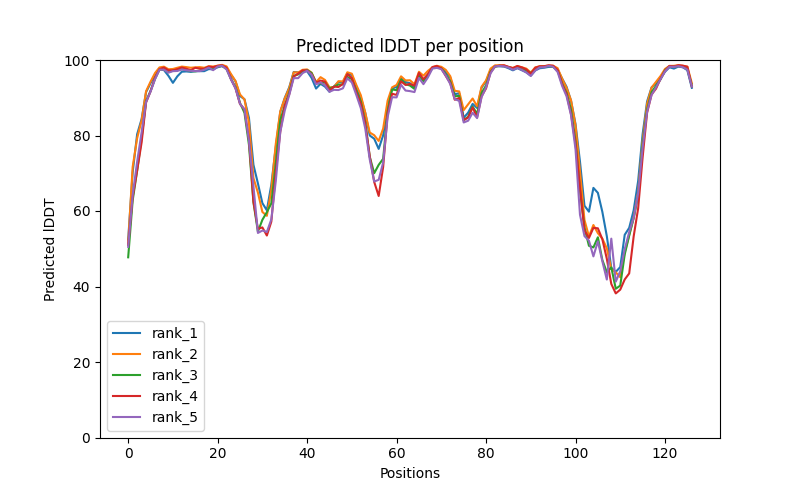 Predicted lDDT per position
Predicted lDDT
100
80
60
40
20
0
rank_1
rank_2
rank_3
rank_4
rank_5
0 20 40 60 80 100 120
Positions